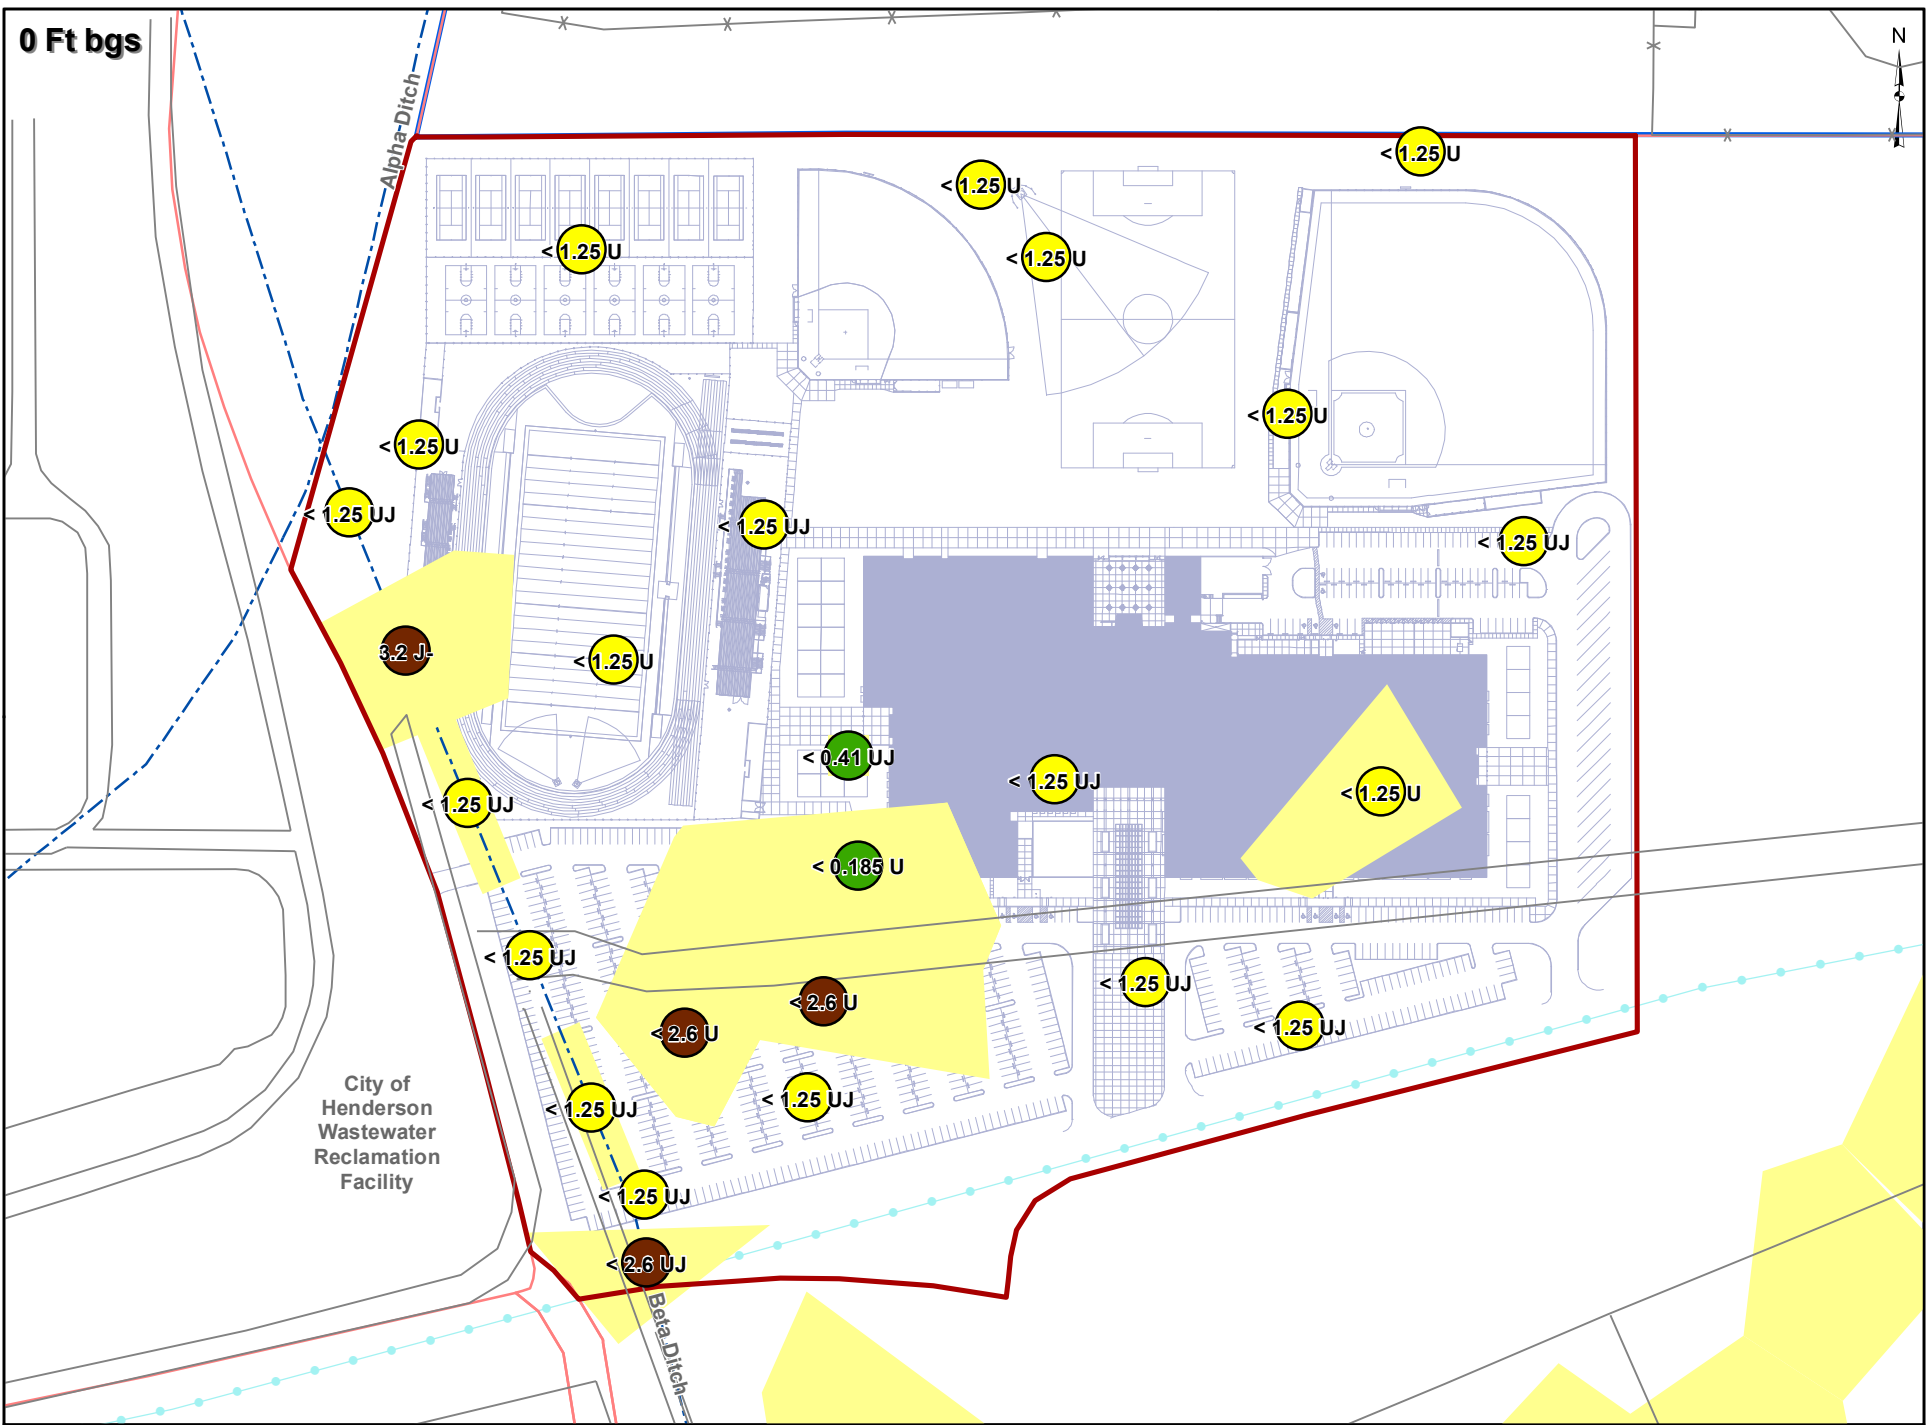 0 Ft bgs
N
Alpha Ditch
< 1.25 U
< 1.25 U
< 1.25 U
< 1.25 U
< 1.25 U
< 1.25 U
< 1.25 UJ
< 1.25 UJ
< 1.25 UJ
3.2 J-
< 1.25 U
< 0.41 UJ
< 1.25 UJ
< 1.25 U
< 1.25 UJ
< 0.185 U
< 1.25 UJ
< 2.6 U
< 2.6 U
< 1.25 UJ
< 1.25 UJ
< 1.25 UJ
< 1.25 UJ
City of
Henderson
Wastewater
Reclamation
Facility
< 1.25 UJ
< 2.6 UJ
Beta Ditch